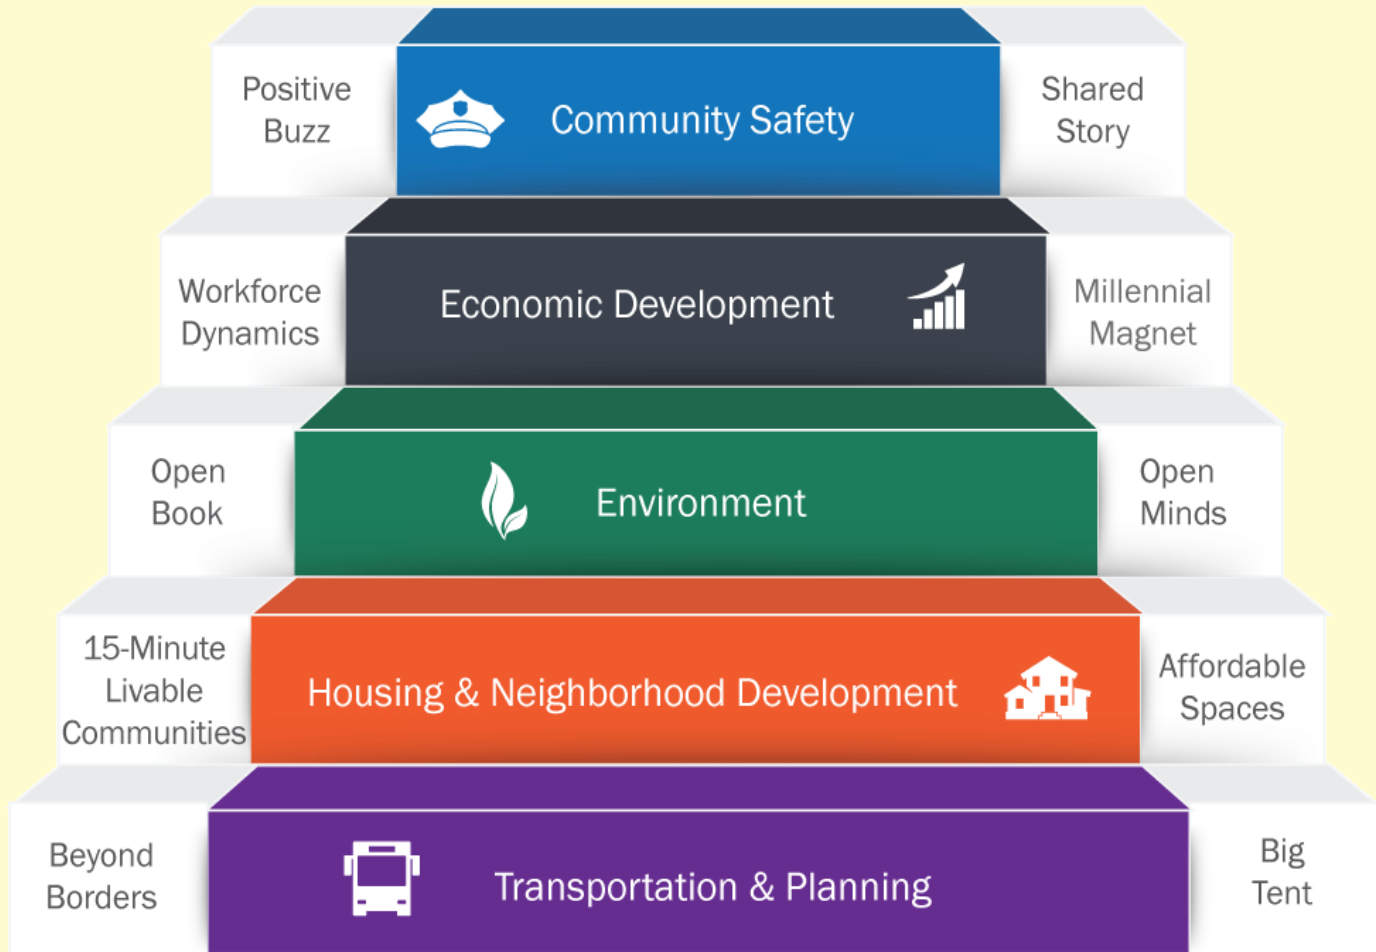 Positive
Buzz
Community Safety
Shared
Story
Workforce
Dynamics
Economic Development
Millennial
Magnet
Open
Book
Environment
Open
Minds
15-Minute
Livable
Communities
Housing & Neighborhood Development
Affordable
Spaces
Beyond
Borders
Transportation & Planning
Big
Tent